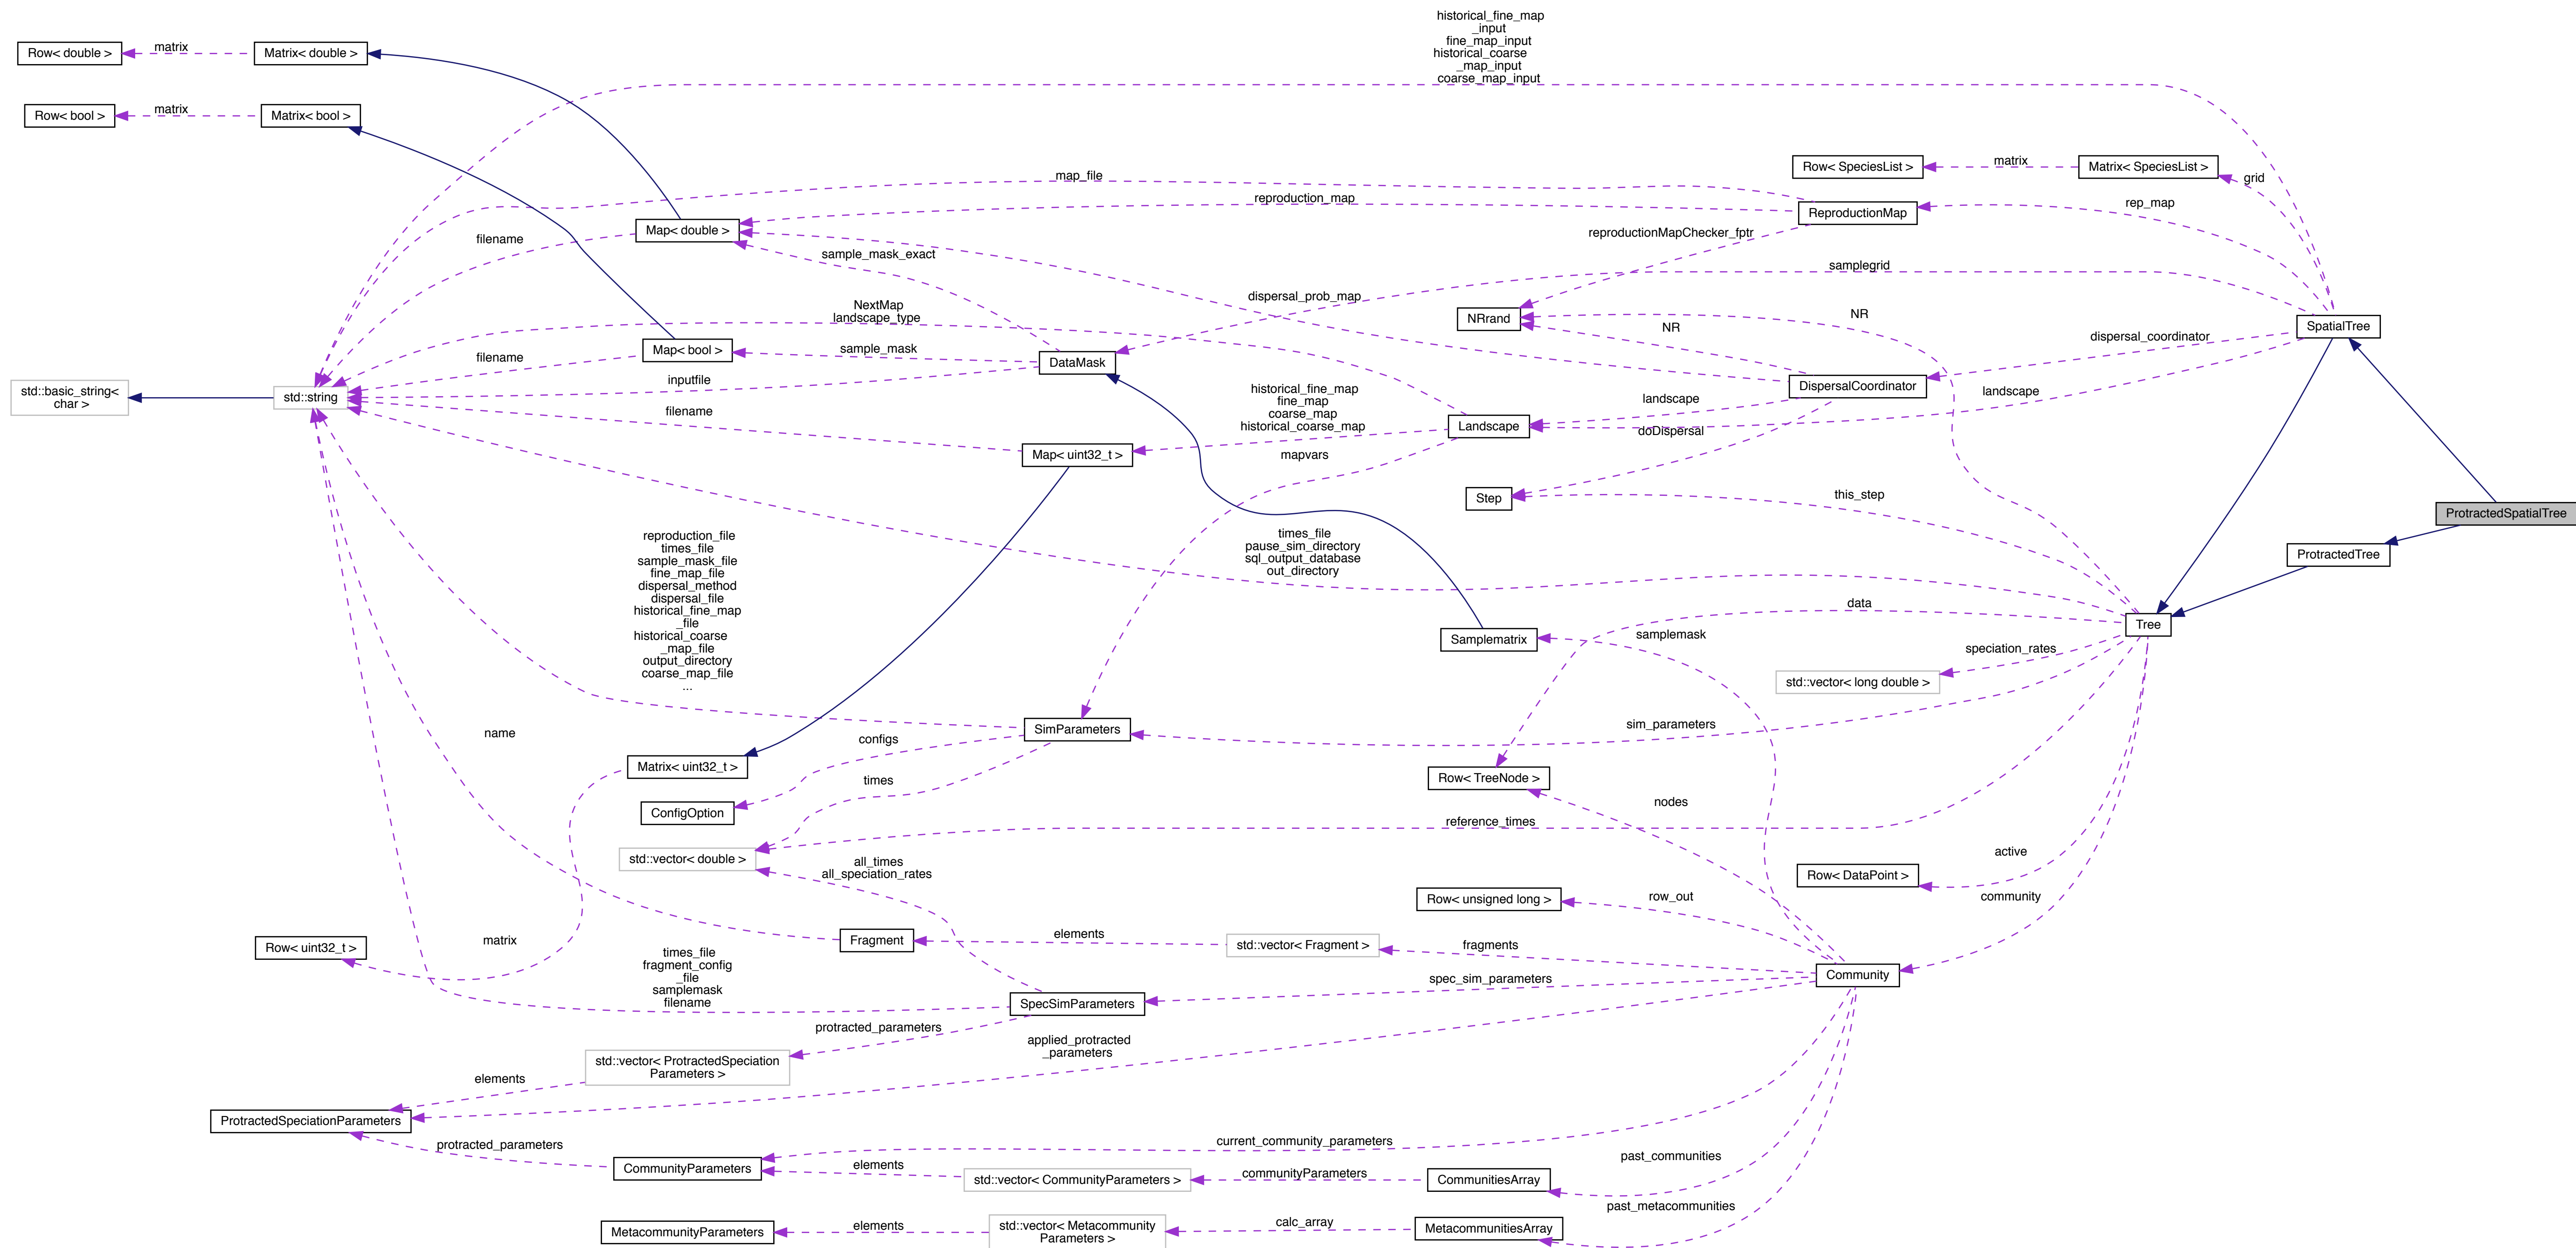 historical_fine_map
_input
fine_map_input
historical_coarse
_map_input
coarse_map_input
Row< double >
matrix
Matrix< double >
Row< bool >
matrix
Matrix< bool >
Row< SpeciesList >
matrix
Matrix< SpeciesList >
grid
map_file
reproduction_map
ReproductionMap
rep_map
Map< double >
filename
reproductionMapChecker_fptr
sample_mask_exact
samplegrid
dispersal_prob_map
NextMap
landscape_type
NRrand
NR
NR
SpatialTree
dispersal_coordinator
Map< bool >
sample_mask
filename
DataMask
inputfile
std::basic_string<
char >
std::string
DispersalCoordinator
landscape
landscape
historical_fine_map
fine_map
coarse_map
historical_coarse_map
filename
Landscape
doDispersal
Map< uint32_t >
mapvars
Step
this_step
ProtractedSpatialTree
ProtractedTree
times_file
pause_sim_directory
sql_output_database
out_directory
reproduction_file
times_file
sample_mask_file
fine_map_file
dispersal_method
dispersal_file
historical_fine_map
_file
historical_coarse
_map_file
output_directory
coarse_map_file
...
data
Tree
Samplematrix
samplemask
speciation_rates
std::vector< long double >
SimParameters
sim_parameters
name
configs
Matrix< uint32_t >
times
Row< TreeNode >
ConfigOption
nodes
reference_times
std::vector< double >
all_times
all_speciation_rates
active
Row< DataPoint >
Row< unsigned long >
row_out
community
Row< uint32_t >
matrix
Fragment
elements
std::vector< Fragment >
fragments
Community
spec_sim_parameters
times_file
fragment_config
_file
samplemask
filename
SpecSimParameters
protracted_parameters
applied_protracted
_parameters
std::vector< ProtractedSpeciation
Parameters >
elements
ProtractedSpeciationParameters
protracted_parameters
current_community_parameters
CommunityParameters
elements
std::vector< CommunityParameters >
communityParameters
CommunitiesArray
past_communities
past_metacommunities
MetacommunityParameters
elements
std::vector< Metacommunity
Parameters >
calc_array
MetacommunitiesArray